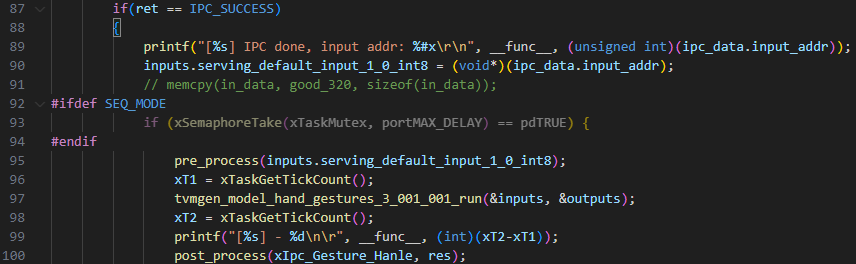 87 if(ret == IPC_SUCCESS)
88 {
89 printf("[%s] IPC done, input addr: %#x\r\n", __func__, (unsigned int)(ipc_data.input_addr));
90 inputs.serving_default_input_1_0_int8 = (void*)(ipc_data.input_addr);
91 // memcpy(in_data, good_320, sizeof(in_data));
92 #ifdef SEQ_MODE
93 if (xSemaphoreTake(xTaskMutex, portMAX_DELAY) == pdTRUE) {
94 #endif
95 pre_process(inputs.serving_default_input_1_0_int8);
96 xT1 = xTaskGetTickCount();
97 tvmgen_model_hand_gestures_3_001_001_run(&inputs, &outputs);
98 xT2 = xTaskGetTickCount();
99 printf("[%s] - %d\n\r", __func__, (int)(xT2-xT1));
100 post_process(xIpc_Gesture_Hanle, res);